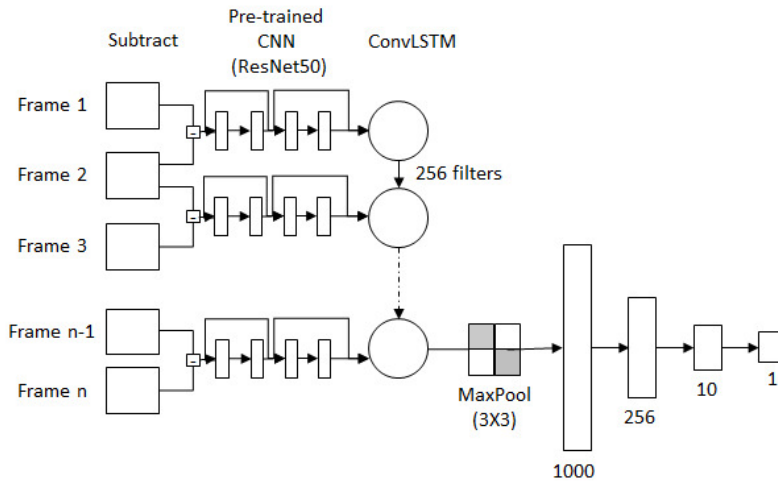 Subtract
Pre-trained
CNN
(ResNet50)
ConvLSTM
Frame 1
-
Frame 2
256 filters
-
Frame 3
Frame n-1
-
Frame n
MaxPool
(3X3)
1000
256
10
1